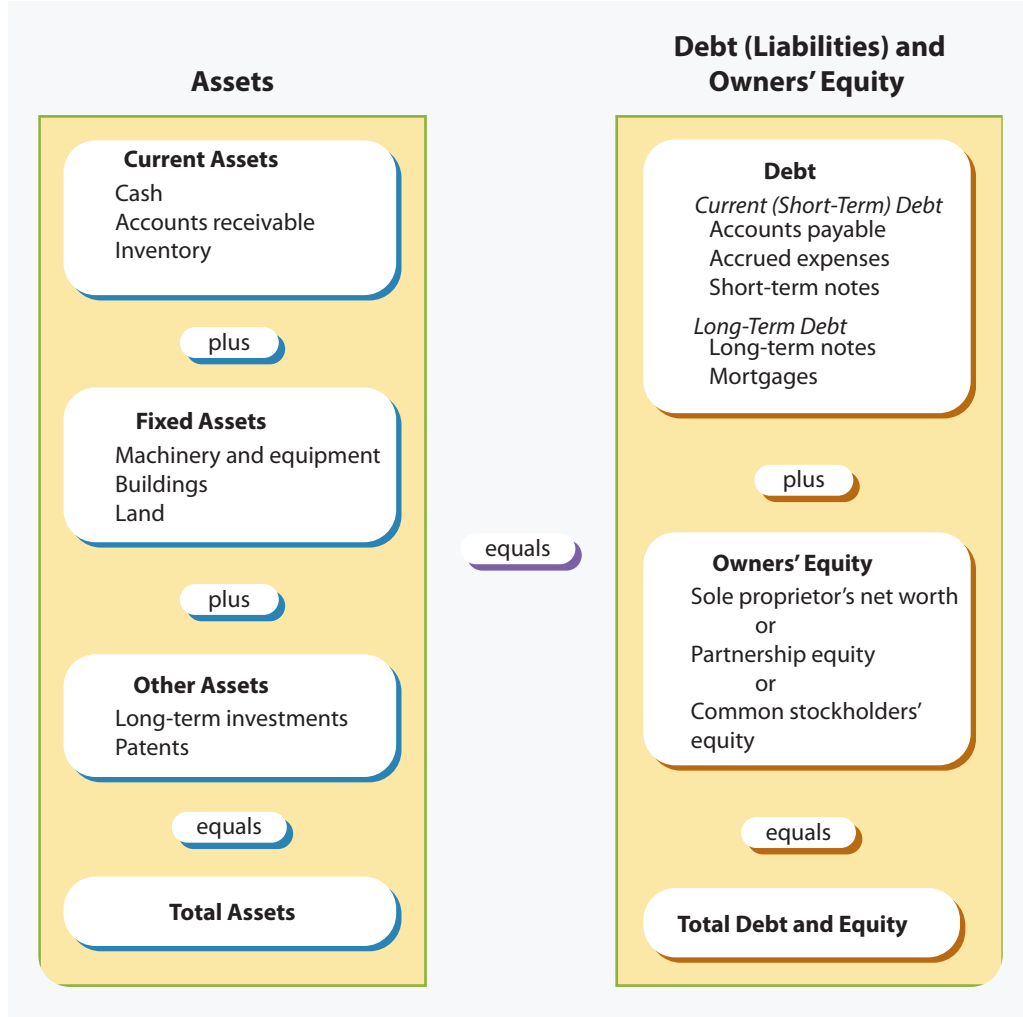 Assets
Current Assets
Cash
Accounts receivable
Inventory
plus
Fixed Assets
Machinery and equipment
Buildings
Land
plus
Other Assets
Long-term investments
Patents
equals
Total Assets
equals
Debt (Liabilities) and
Owners’ Equity
Debt
Current (Short-Term) Debt
Accounts payable
Accrued expenses
Short-term notes
Long-Term Debt
Long-term notes
Mortgages
plus
Owners’ Equity
Sole proprietor’s net worth
or
Partnership equity
or
Common stockholders’
equity
equals
Total Debt and Equity